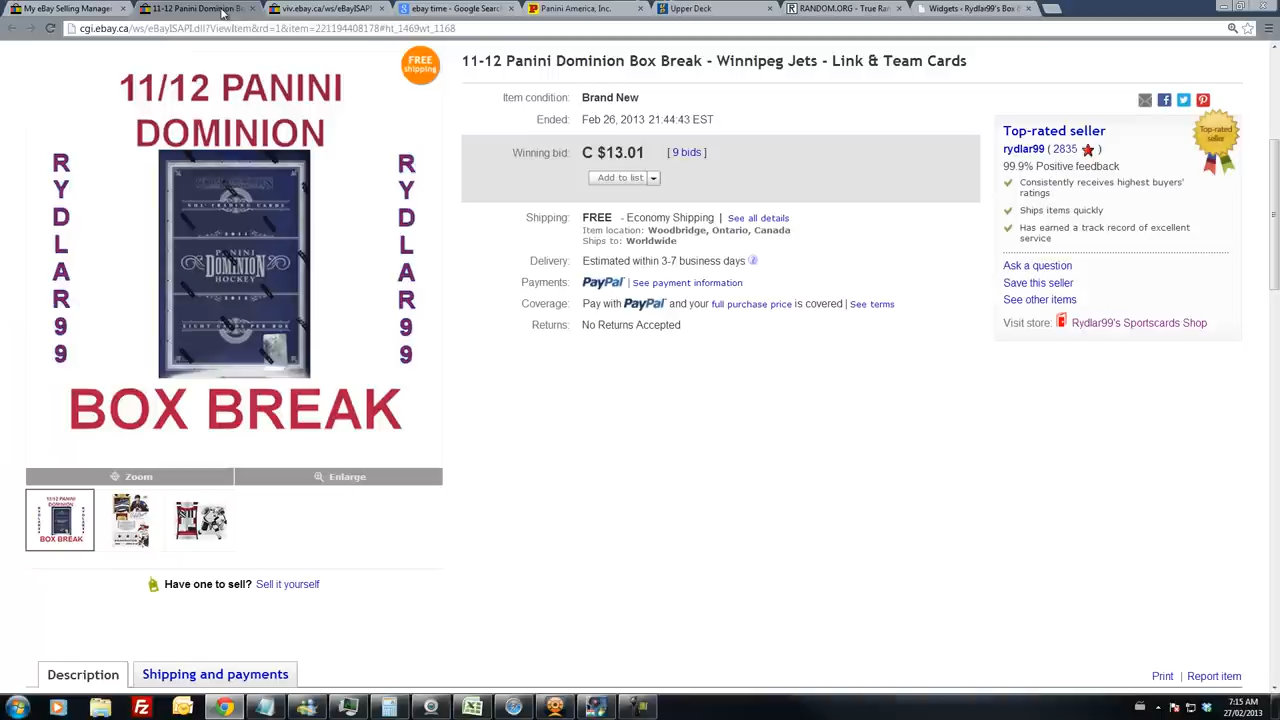 My eBay Selling Manager
11-12 Panini Dominion B
viv.ebay.ca/ws/eBayISAPI
ebay time - Google Searc
Panini America, Inc.
Upper Deck
RANDOM.ORG - True Ran
Widgets - Rydlar99's Box
cgi.ebay.ca/ws/eBayISAPI.dll?ViewItem&rd=1&item=221194408178#ht_1469wt_1168
FREE
shipping
11/12 PANINI
DOMINION
RYDLAR99
RYDLAR99
PANINI
DOMINION
HOCKEY
BOX BREAK
Zoom
Enlarge
Have one to sell? Sell it yourself
11-12 Panini Dominion Box Break - Winnipeg Jets - Link & Team Cards
Item condition: Brand New
Ended: Feb 26, 2013 21:44:43 EST
Winning bid: C $13.01 [ 9 bids ]
Add to list
Shipping: FREE - Economy Shipping | See all details
Item location: Woodbridge, Ontario, Canada
Ships to: Worldwide
Delivery: Estimated within 3-7 business days
Payments: PayPal | See payment information
Coverage: Pay with PayPal and your full purchase price is covered | See terms
Returns: No Returns Accepted
Top-rated seller
Top-rated
seller
rydlar99 ( 2835 )
99.9% Positive feedback
Consistently receives highest buyers'
ratings
Ships items quickly
Has earned a track record of excellent
service
Ask a question
Save this seller
See other items
Visit store: Rydlar99's Sportscards Shop
Description
Shipping and payments
Print | Report item
7:15 AM
27/02/2013